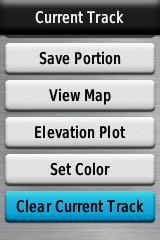 Current Track
Save Portion
View Map
Elevation Plot
Set Color
Clear Current Track